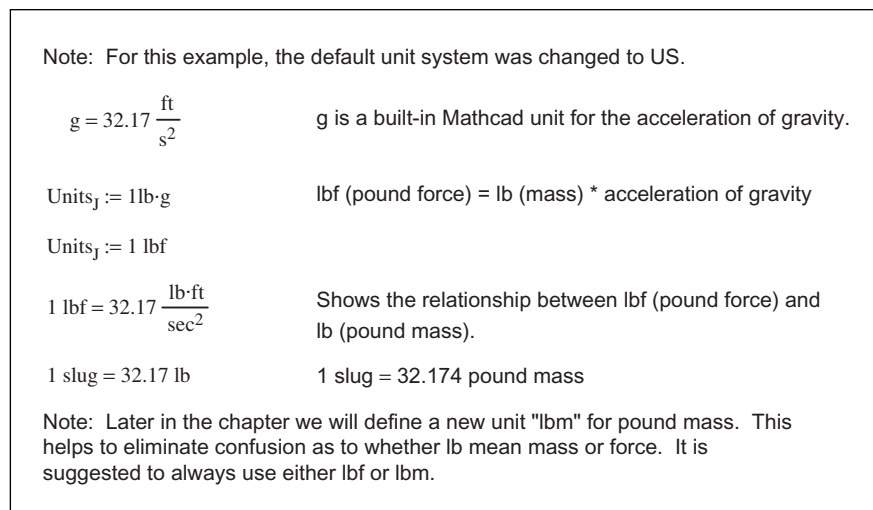 Note: For this example, the default unit system was changed to US.
g = 32.17 ft/s² g is a built-in Mathcad unit for the acceleration of gravity.
Units_J := 1lb·g lbf (pound force) = lb (mass) * acceleration of gravity
Units_J := 1 lbf
1 lbf = 32.17 lb·ft/sec² Shows the relationship between lbf (pound force) and
lb (pound mass).
1 slug = 32.17 lb 1 slug = 32.174 pound mass
Note: Later in the chapter we will define a new unit "lbm" for pound mass. This
helps to eliminate confusion as to whether lb mean mass or force. It is
suggested to always use either lbf or lbm.